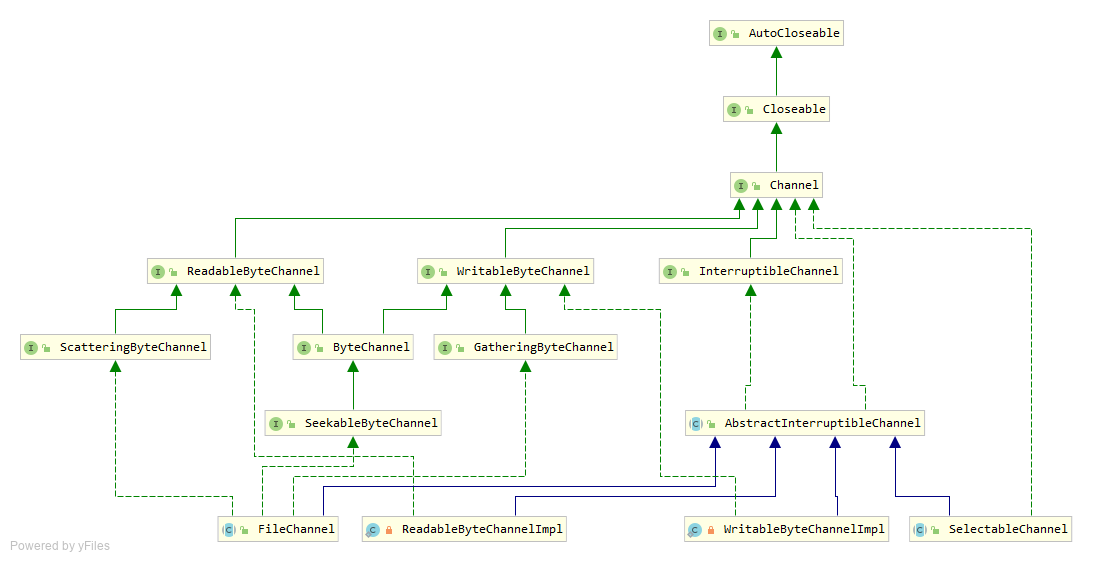 AutoCloseable
Closeable
Channel
ReadableByteChannel
WritableByteChannel
InterruptibleChannel
ScatteringByteChannel
ByteChannel
GatheringByteChannel
SeekableByteChannel
AbstractInterruptibleChannel
FileChannel
ReadableByteChannelImpl
WritableByteChannelImpl
SelectableChannel
Powered by yFiles